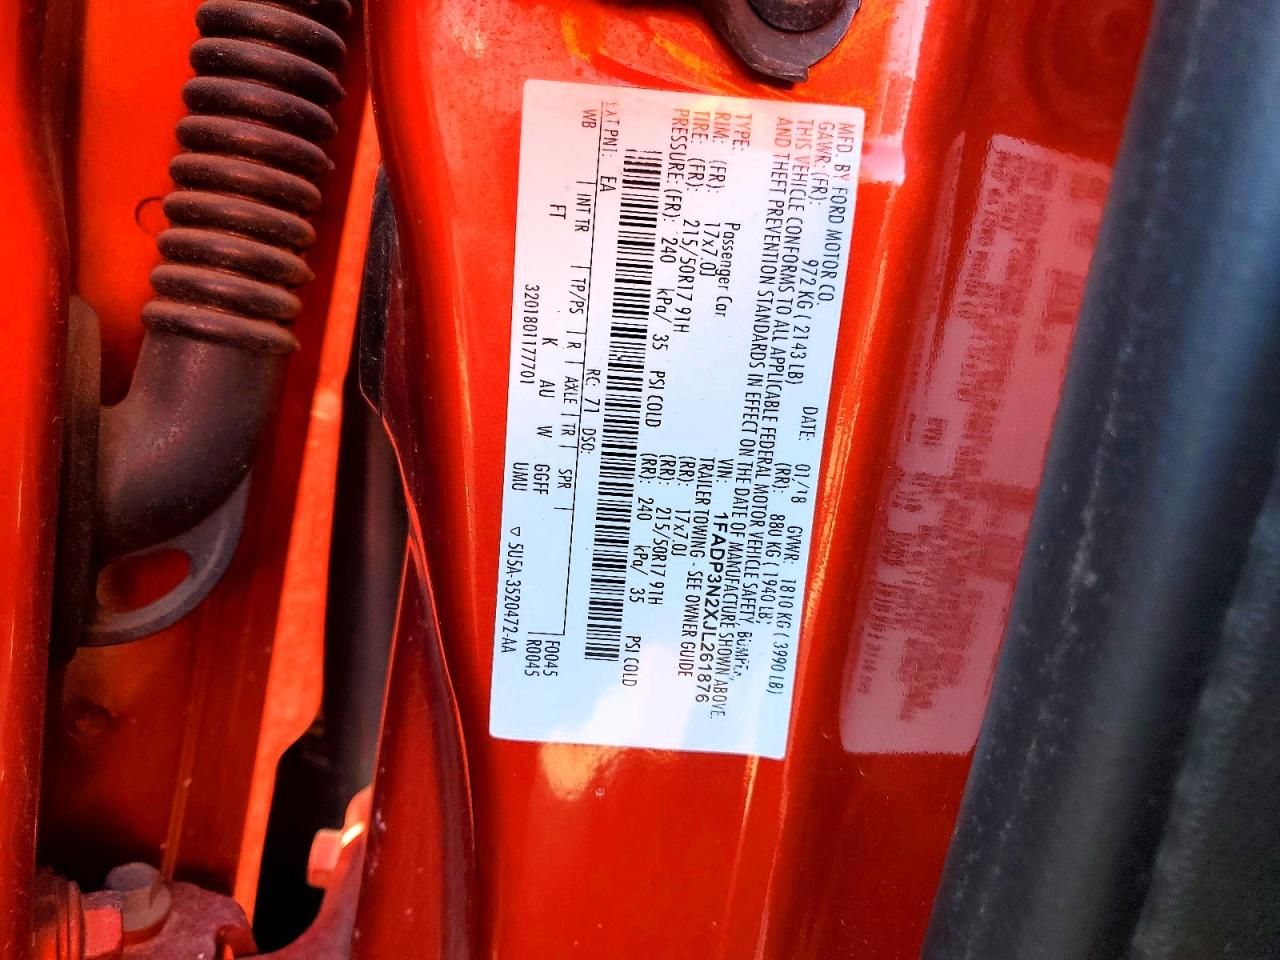 MFD. BY FORD MOTOR CO.
DATE: 01/18 GVWR: 1810 KG ( 3990 LB)
GAWR: (FR): 972 KG ( 2143 LB) (RR): 880 KG ( 1940 LB)
THIS VEHICLE CONFORMS TO ALL APPLICABLE FEDERAL MOTOR VEHICLE SAFETY, BUMPER,
AND THEFT PREVENTION STANDARDS IN EFFECT ON THE DATE OF MANUFACTURE SHOWN ABOVE.
VIN: 1FADP3N2XJL261876
TYPE: Passenger Car TRAILER TOWING - SEE OWNER GUIDE
RIM: (FR): 17x7.0J (RR): 17x7.0J
TIRE: (FR): 215/50R17 91H (RR): 215/50R17 91H
PRESSURE: (FR): 240 kPa/ 35 PSI COLD (RR): 240 kPa/ 35 PSI COLD
EXT PNT: EA RC: 71 DSO:
WB | INT TR | TP/PS | R | AXLE | TR | SPR | F0045
FT K AU W GGFF R0045
3201801177701 UMU ▽ 5U5A-3520472-AA